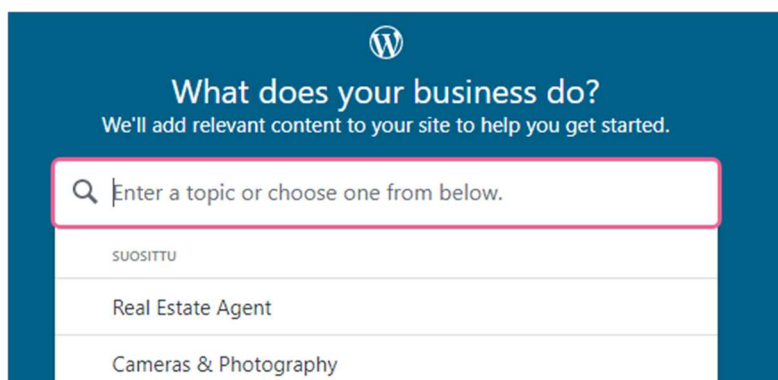 What does your business do?
We'll add relevant content to your site to help you get started.
Enter a topic or choose one from below.
SUOSITTU
Real Estate Agent
Cameras & Photography